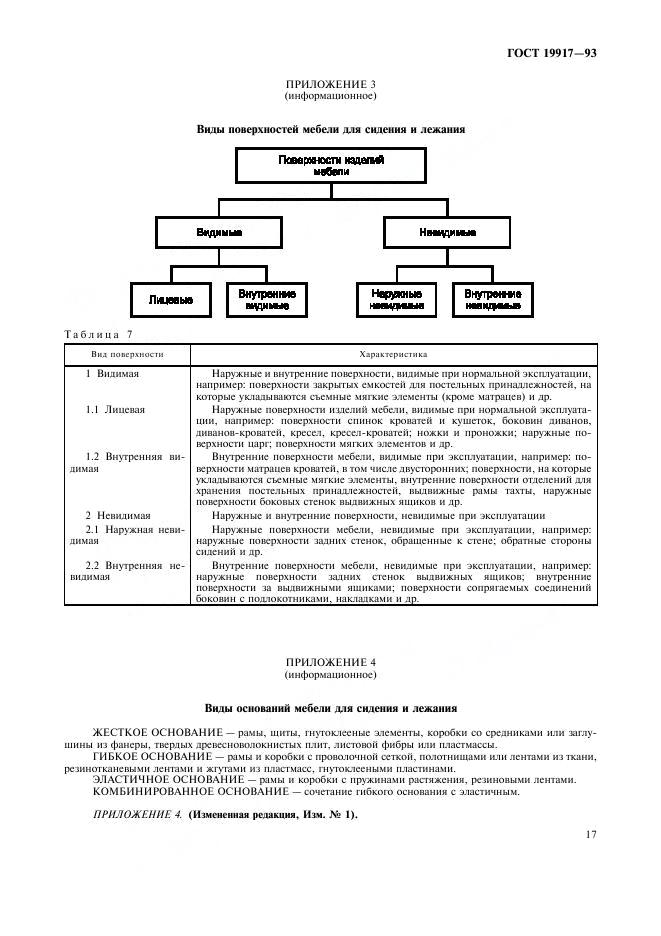 ГОСТ 19917—93
ПРИЛОЖЕНИЕ 3
(информационное)
Виды поверхностей мебели для сидения и лежания
Поверхности изделий
мебели
Видимые
Невидимые
Лицевые
Внутренние
видимые
Наружные
невидимые
Внутренние
невидимые
Таблица 7
Вид поверхности
Характеристика
1 Видимая
Наружные и внутренние поверхности, видимые при нормальной эксплуатации,
например: поверхности закрытых емкостей для постельных принадлежностей, на
которые укладываются съемные мягкие элементы (кроме матрацев) и др.
1.1 Лицевая
Наружные поверхности изделий мебели, видимые при нормальной эксплуата-
ции, например: поверхности спинок кроватей и кушеток, боковин диванов,
диванов-кроватей, кресел, кресел-кроватей; ножки и проножки; наружные по-
верхности царг; поверхности мягких элементов и др.
1.2 Внутренняя ви-
димая
Внутренние поверхности мебели, видимые при эксплуатации, например: по-
верхности матрацев кроватей, в том числе двусторонних; поверхности, на которые
укладываются съемные мягкие элементы, внутренние поверхности отделений для
хранения постельных принадлежностей, выдвижные рамы тахты, наружные
поверхности боковых стенок выдвижных ящиков и др.
2 Невидимая
Наружные и внутренние поверхности, невидимые при эксплуатации
2.1 Наружная неви-
димая
Наружные поверхности мебели, невидимые при эксплуатации, например:
наружные поверхности задних стенок, обращенные к стене; обратные стороны
сидений и др.
2.2 Внутренняя не-
видимая
Внутренние поверхности мебели, невидимые при эксплуатации, например:
наружные поверхности задних стенок выдвижных ящиков; внутренние
поверхности за выдвижными ящиками; поверхности сопрягаемых соединений
боковин с подлокотниками, накладками и др.
ПРИЛОЖЕНИЕ 4
(информационное)
Виды оснований мебели для сидения и лежания
ЖЕСТКОЕ ОСНОВАНИЕ — рамы, щиты, гнутоклееные элементы, коробки со средниками или заглу-
шины из фанеры, твердых древесноволокнистых плит, листовой фибры или пластмассы.
ГИБКОЕ ОСНОВАНИЕ — рамы и коробки с проволочной сеткой, полотнищами или лентами из ткани,
резинотканевыми лентами и жгутами из пластмасс, гнутоклееными пластинами.
ЭЛАСТИЧНОЕ ОСНОВАНИЕ — рамы и коробки с пружинами растяжения, резиновыми лентами.
КОМБИНИРОВАННОЕ ОСНОВАНИЕ — сочетание гибкого основания с эластичным.
ПРИЛОЖЕНИЕ 4. (Измененная редакция, Изм. № 1).
17